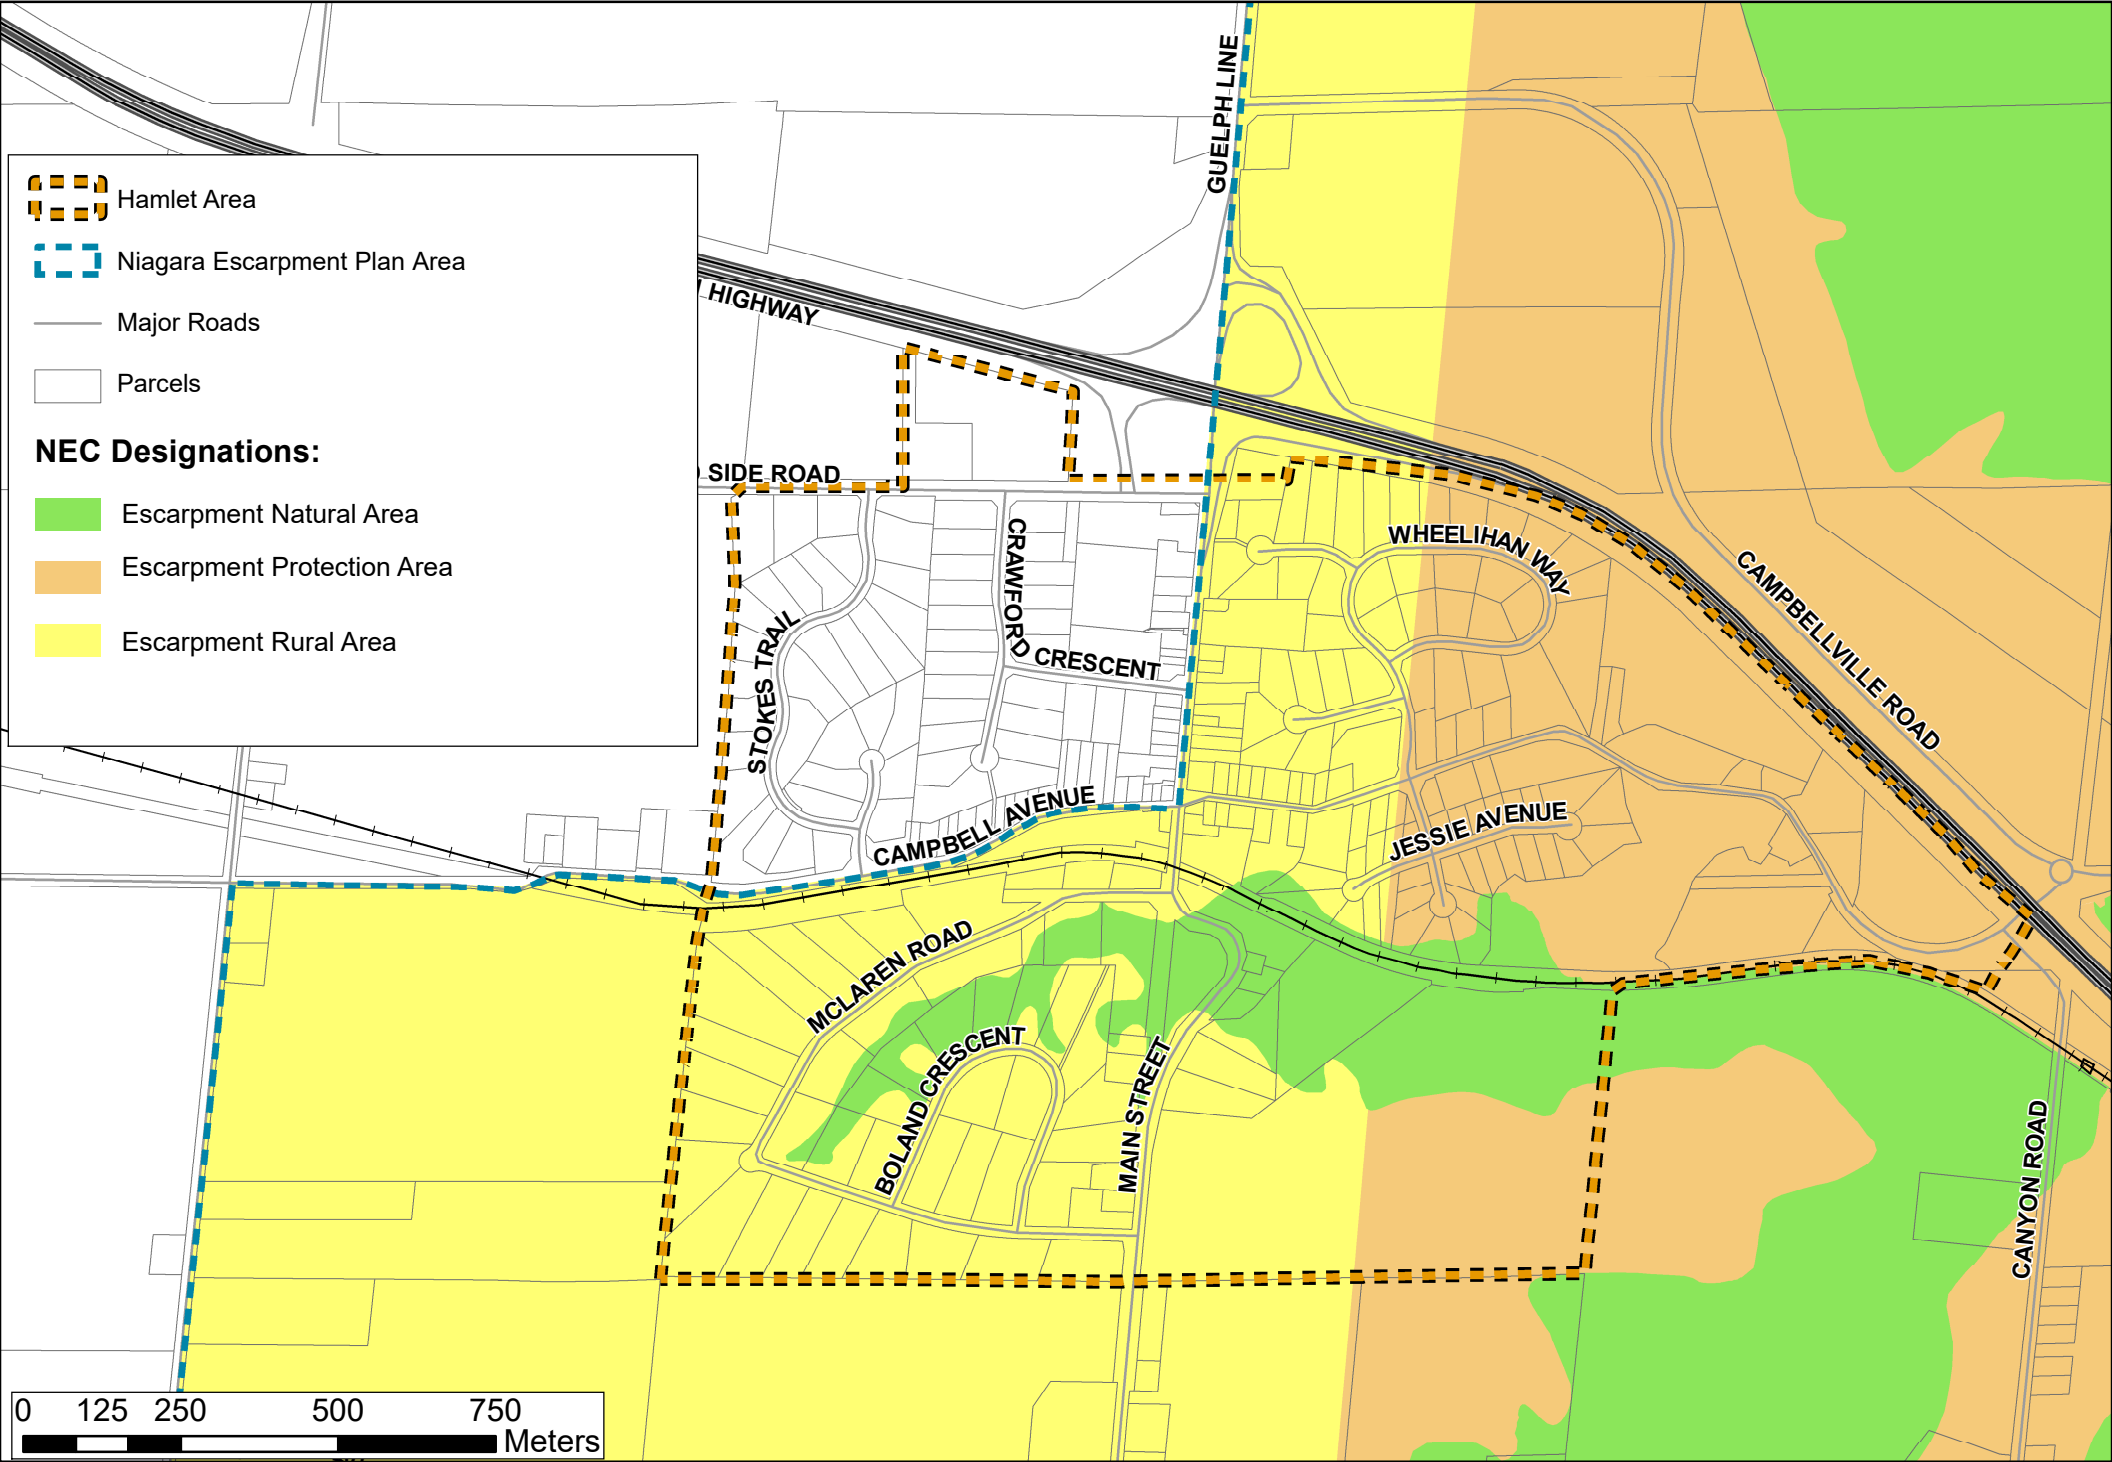 GUELPH LINE
Hamlet Area
Niagara Escarpment Plan Area
HIGHWAY
Major Roads
Parcels
NEC Designations:
SIDE ROAD
Escarpment Natural Area
CRAWFORD
WHEELIHAN WAY
Escarpment Protection Area
CAMPBELLVILLE ROAD
Escarpment Rural Area
STOKES TRAIL
CRESCENT
CAMPBELL AVENUE
JESSIE AVENUE
MCLAREN ROAD
BOLAND CRESCENT
MAIN STREET
CANYON ROAD
0 125 250 500 750
Meters